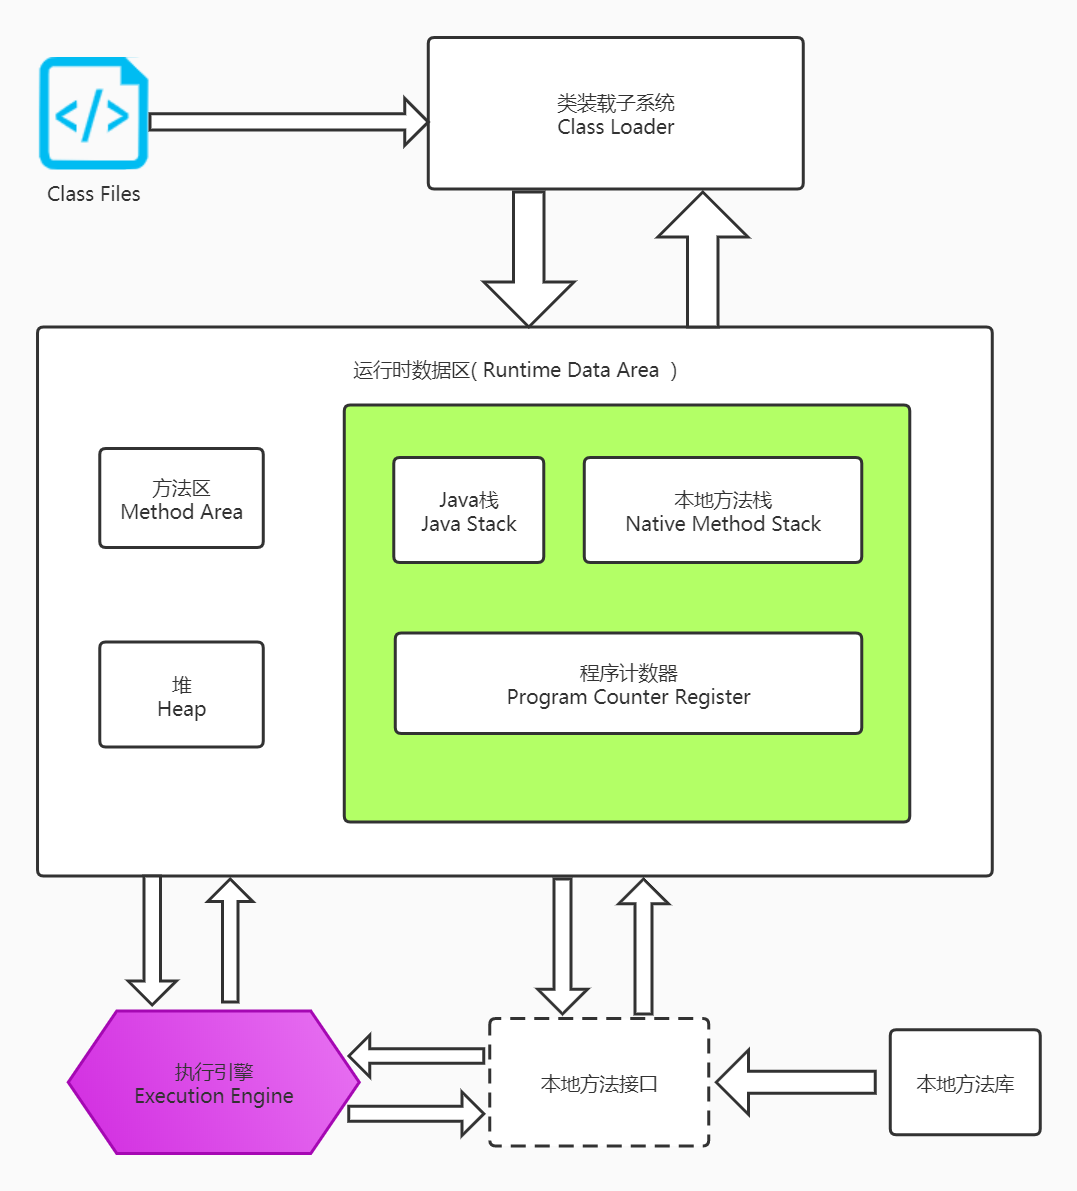 </>
Class Files
类装载子系统
Class Loader
运行时数据区( Runtime Data Area )
方法区
Method Area
Java栈
Java Stack
本地方法栈
Native Method Stack
堆
Heap
程序计数器
Program Counter Register
执行引擎
Execution Engine
本地方法接口
本地方法库